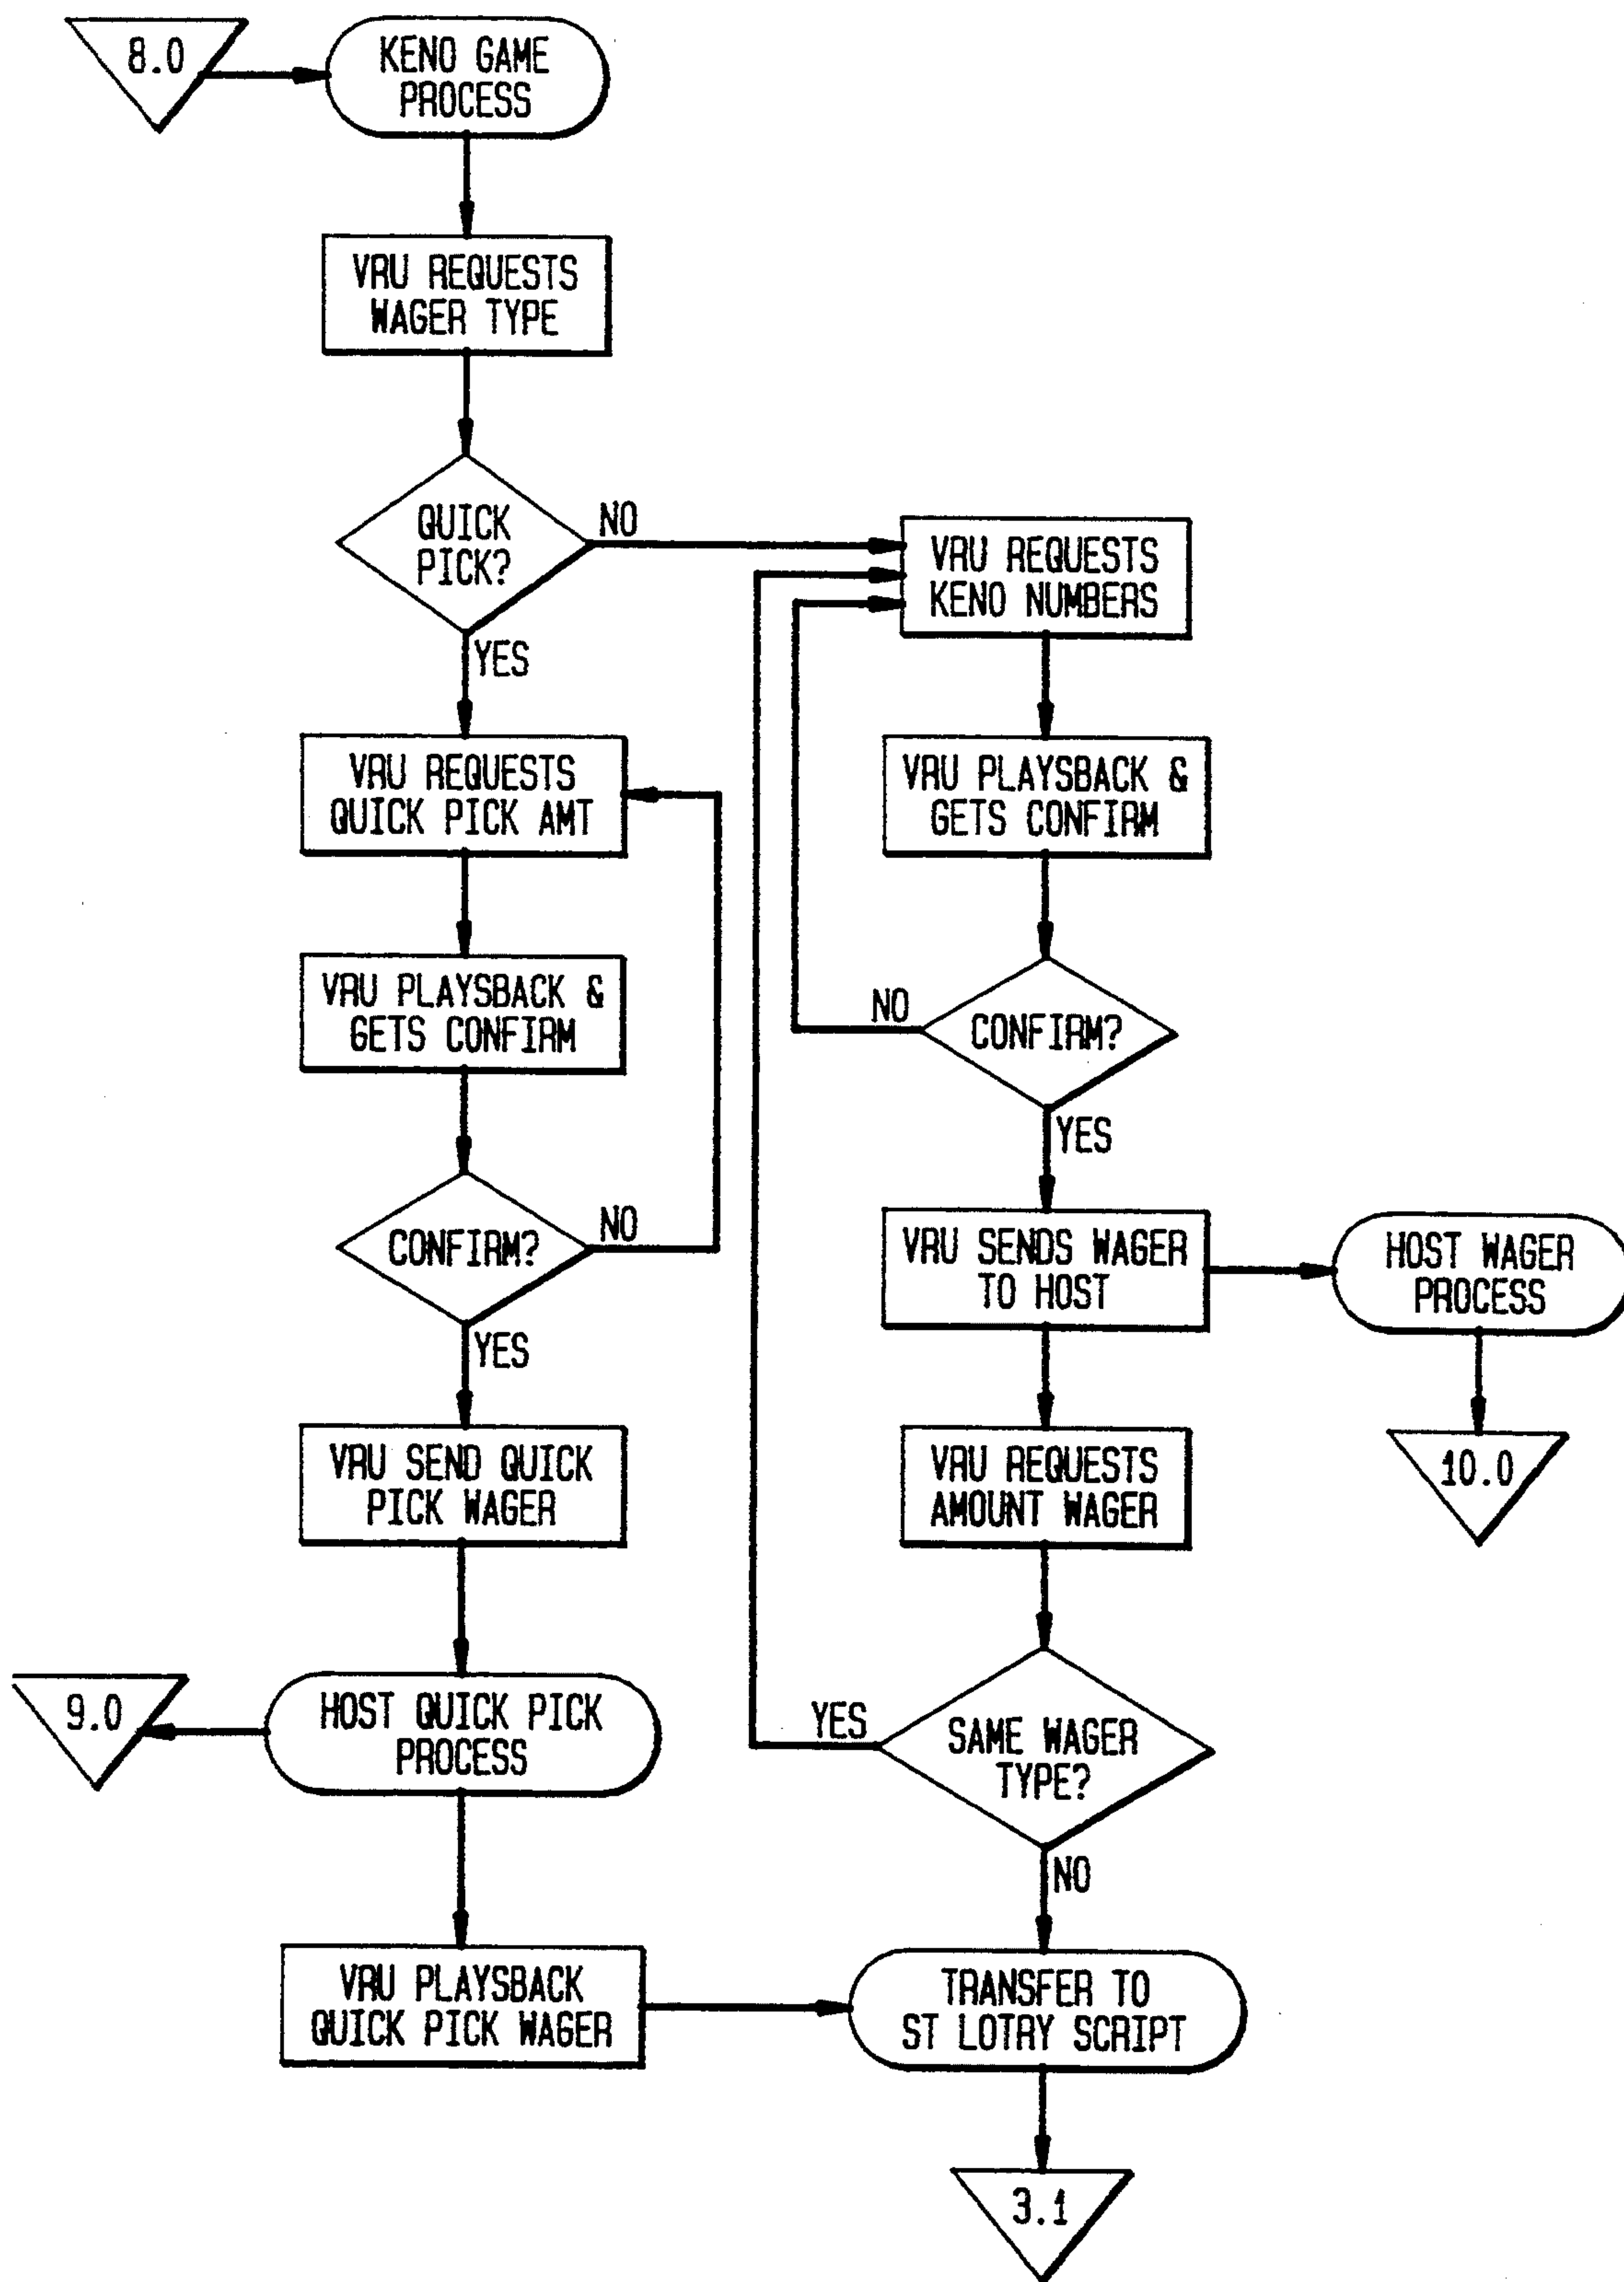 8.0
KENO GAME
PROCESS
VRU REQUESTS
WAGER TYPE
QUICK
PICK?
NO
YES
VRU REQUESTS
QUICK PICK AMT
VRU PLAYSBACK &
GETS CONFIRM
CONFIRM?
NO
YES
VRU SEND QUICK
PICK WAGER
HOST QUICK PICK
PROCESS
9.0
VRU PLAYSBACK
QUICK PICK WAGER
VRU REQUESTS
KENO NUMBERS
VRU PLAYSBACK &
GETS CONFIRM
CONFIRM?
NO
YES
VRU SENDS WAGER
TO HOST
HOST WAGER
PROCESS
10.0
VRU REQUESTS
AMOUNT WAGER
SAME WAGER
TYPE?
YES
NO
TRANSFER TO
ST LOTRY SCRIPT
3.1